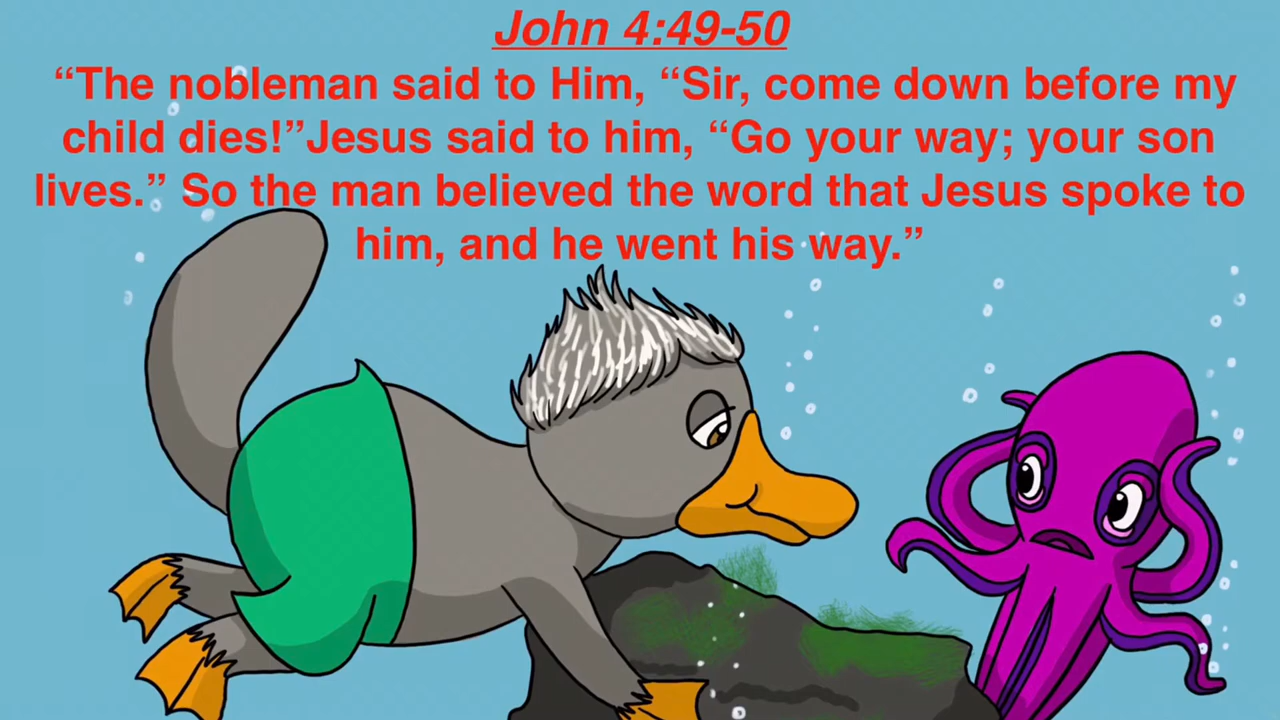 John 4:49-50
“The nobleman said to Him, “Sir, come down before my
child dies!”Jesus said to him, “Go your way; your son
lives.” So the man believed the word that Jesus spoke to
him, and he went his way.”